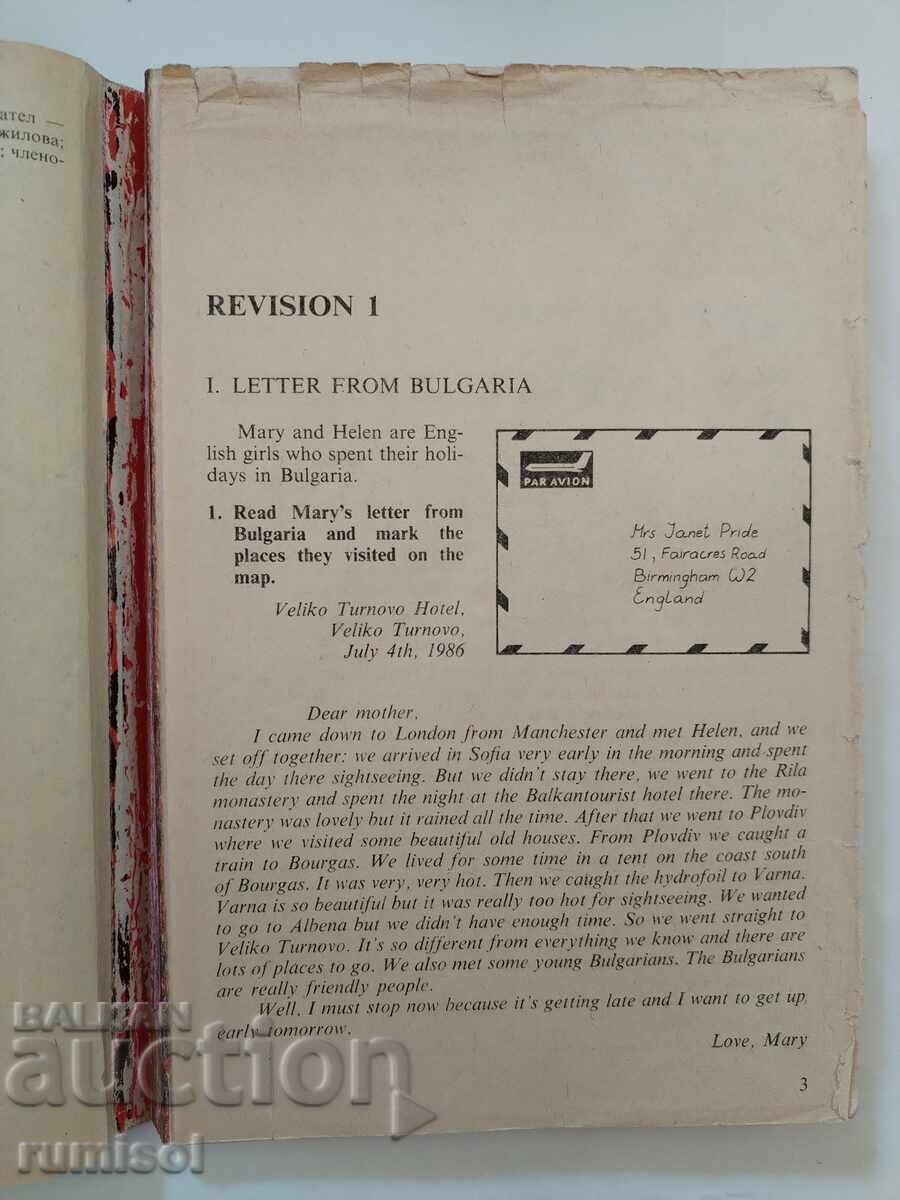 ател —
жилова;
; члено-
REVISION 1
I. LETTER FROM BULGARIA
Mary and Helen are Eng-
lish girls who spent their holi-
days in Bulgaria.
1. Read Mary's letter from
Bulgaria and mark the
places they visited on the
map.
Veliko Turnovo Hotel,
Veliko Turnovo,
July 4th, 1986
PAR AVION
Mrs Janet Pride
51, Fairacres Road
Birmingham W2
England
Dear mother,
I came down to London from Manchester and met Helen, and we
set off together: we arrived in Sofia very early in the morning and spent
the day there sightseeing. But we didn't stay there, we went to the Rila
monastery and spent the night at the Balkantourist hotel there. The mo-
nastery was lovely but it rained all the time. After that we went to Plovdiv
where we visited some beautiful old houses. From Plovdiv we caught a
train to Bourgas. We lived for some time in a tent on the coast south
of Bourgas. It was very, very hot. Then we caught the hydrofoil to Varna.
Varna is so beautiful but it was really too hot for sightseeing. We wanted
to go to Albena but we didn't have enough time. So we went straight to
Veliko Turnovo. It's so different from everything we know and there are
lots of places to go. We also met some young Bulgarians. The Bulgarians
are really friendly people.
Well, I must stop now because it's getting late and I want to get up
early tomorrow.
Love, Mary
3
BALKAN
auction
rumisol